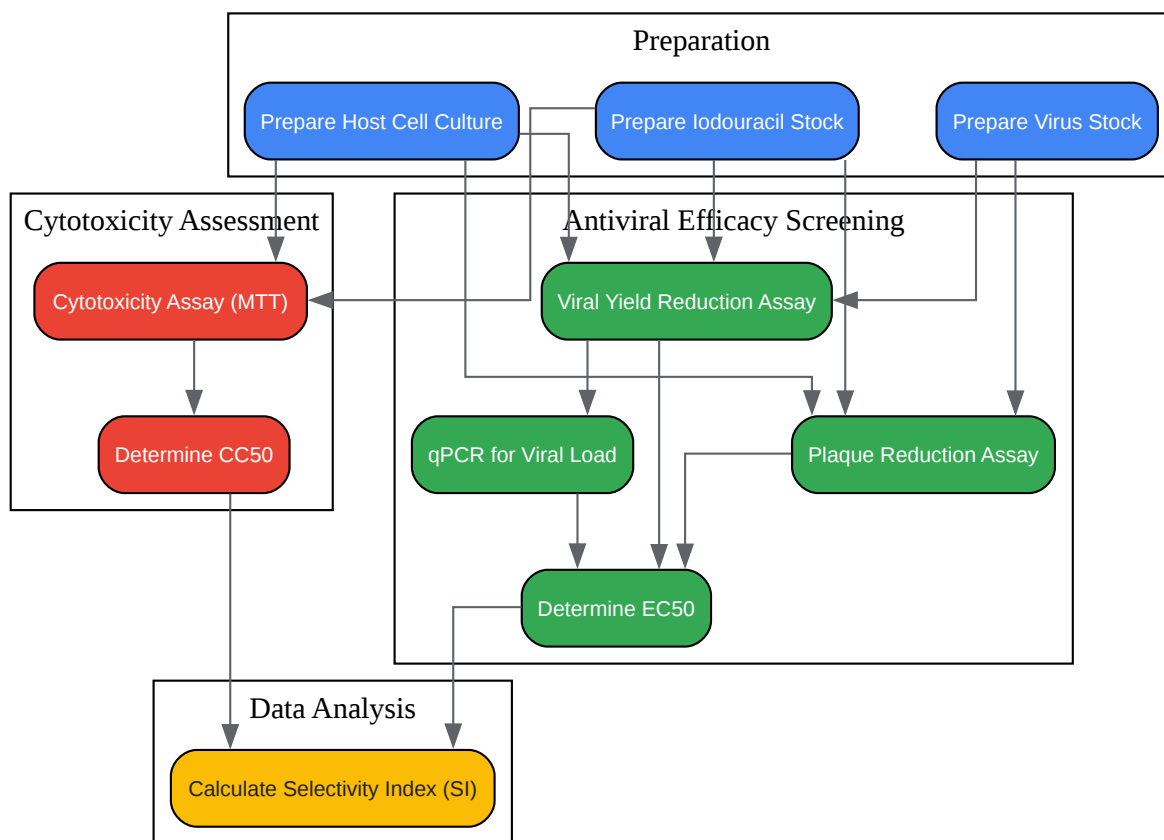 Preparation
Prepare Host Cell Culture
Prepare Iodouracil Stock
Prepare Virus Stock
Cytotoxicity Assessment
Antiviral Efficacy Screening
Cytotoxicity Assay (MTT)
Viral Yield Reduction Assay
Determine CC50
qPCR for Viral Load
Plaque Reduction Assay
Determine EC50
Data Analysis
Calculate Selectivity Index (SI)